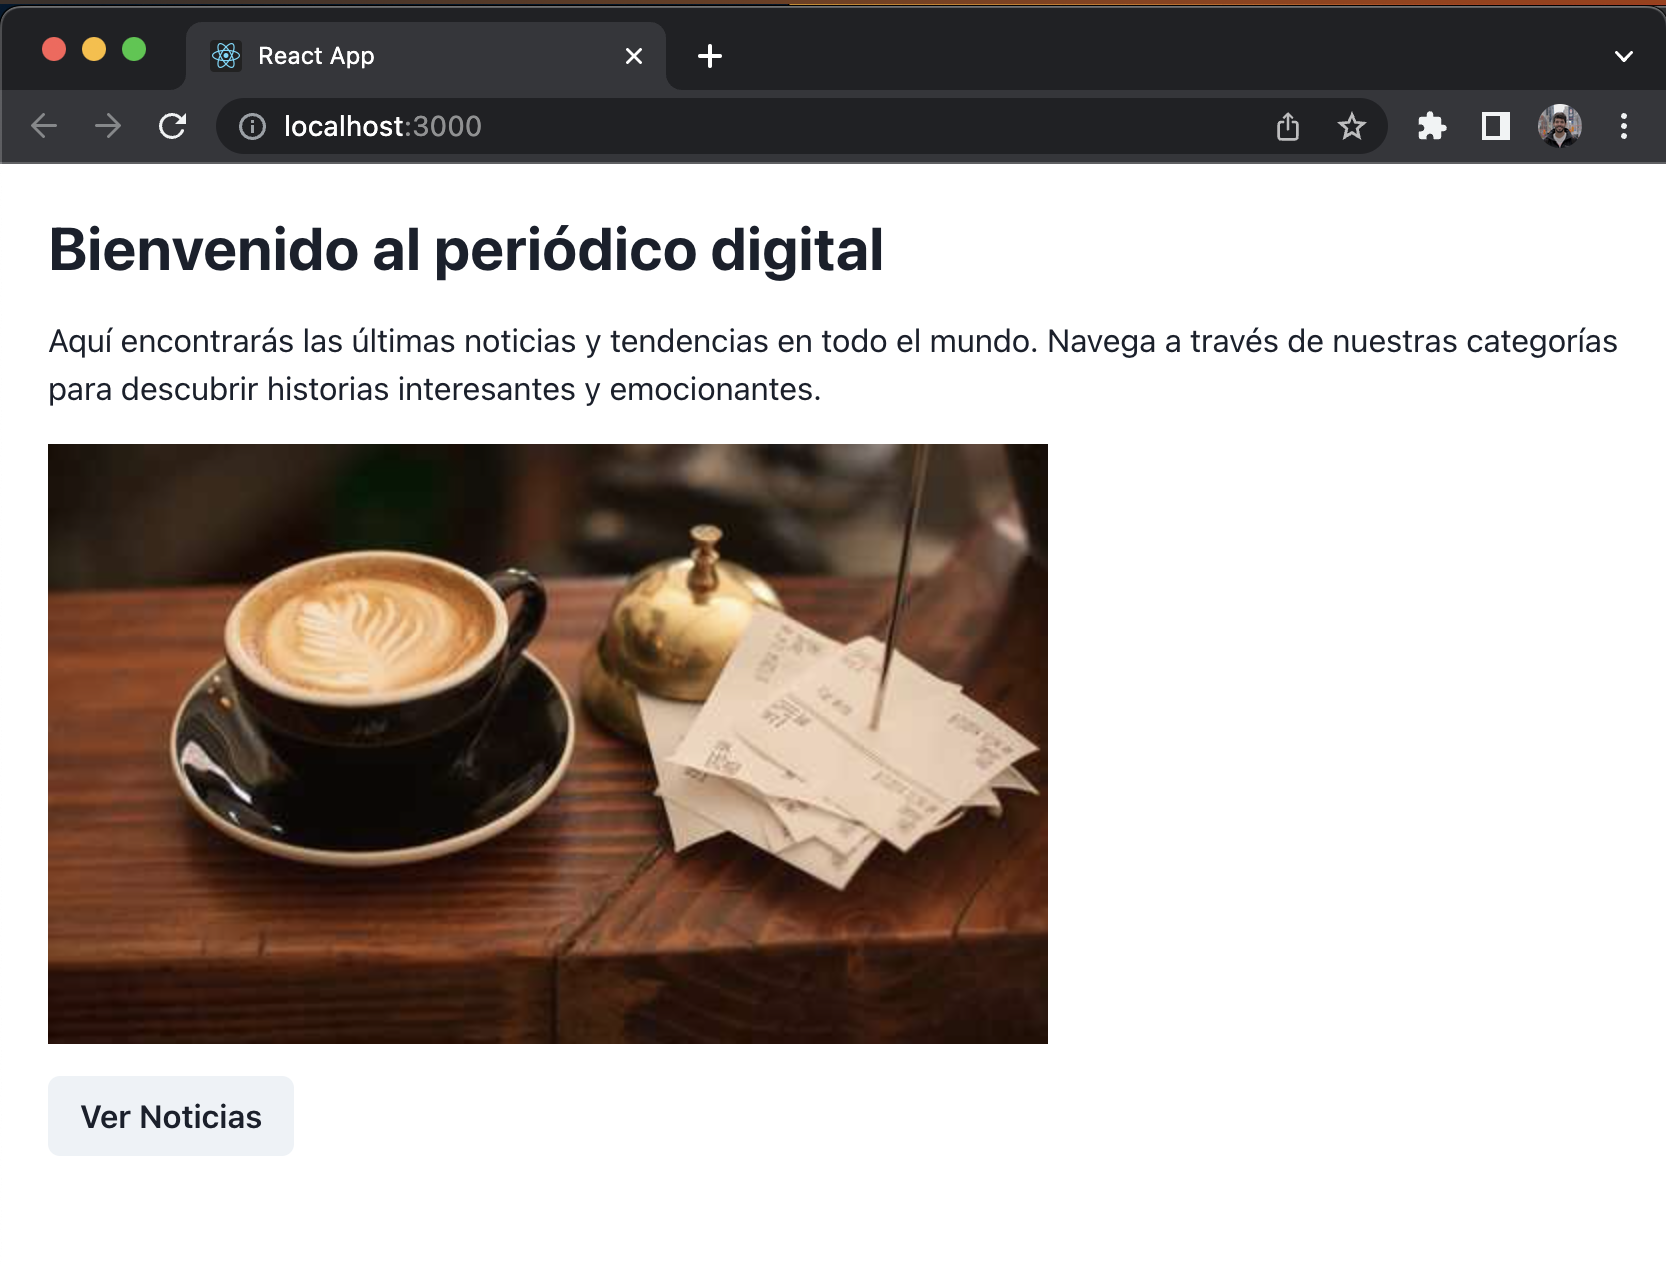 React App
localhost:3000
Bienvenido al periódico digital
Aquí encontrarás las últimas noticias y tendencias en todo el mundo. Navega a través de nuestras categorías
para descubrir historias interesantes y emocionantes.
Ver Noticias